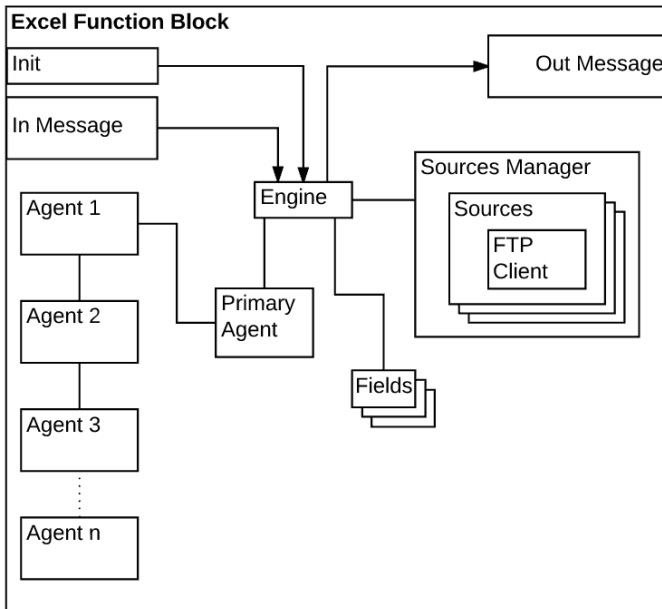 Excel Function Block
Init
Out Message
In Message
Sources Manager
Engine
Sources
Agent 1
FTP
Client
Primary
Agent
Agent 2
Fields
Agent 3
Agent n